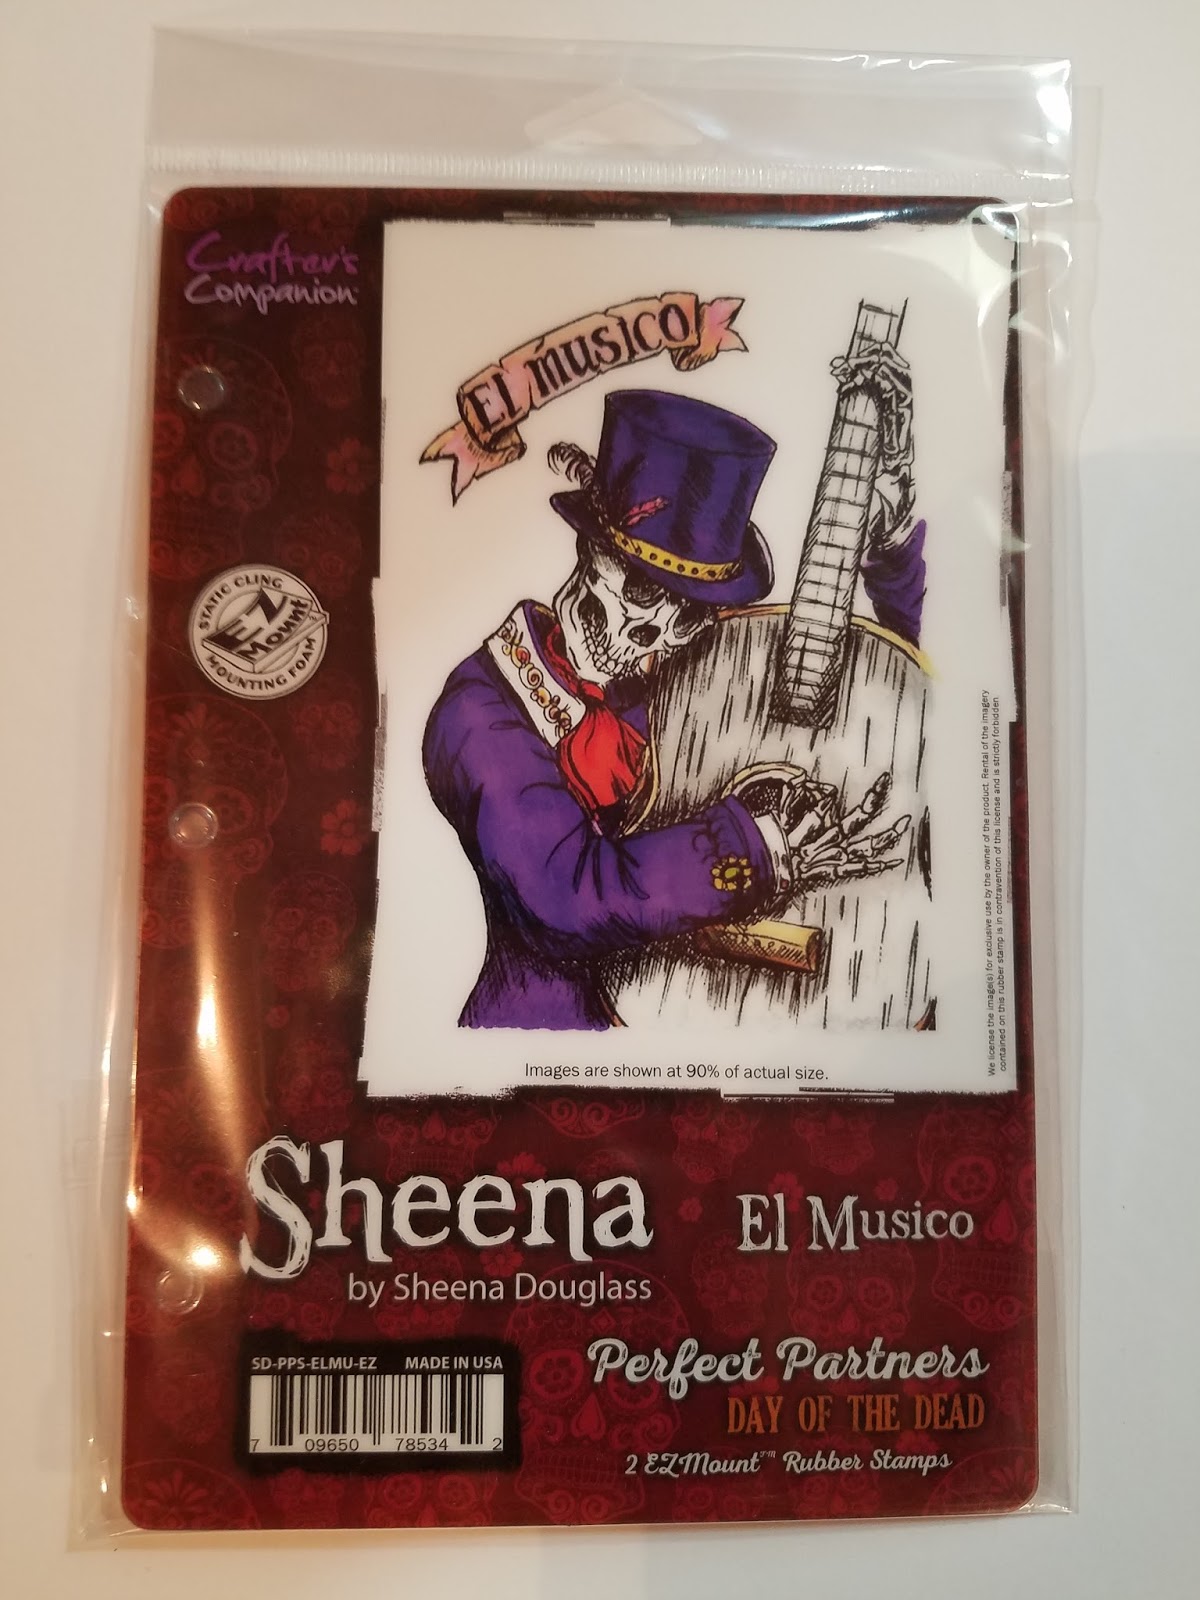 Crafter's
Companion
EL MUSICO
STATIC CLING
EZ
Mount™
MOUNTING FOAM
We license the image(s) for exclusive use by the owner of the product. Rental of the imagery
contained on this rubber stamp is in contravention of this license and is strictly forbidden
Images are shown at 90% of actual size.
Sheena
by Sheena Douglass
El Musico
SD-PPS-ELMU-EZ MADE IN USA
7 09650 78534 2
Perfect Partners
DAY OF THE DEAD
2 EZMount™ Rubber Stamps